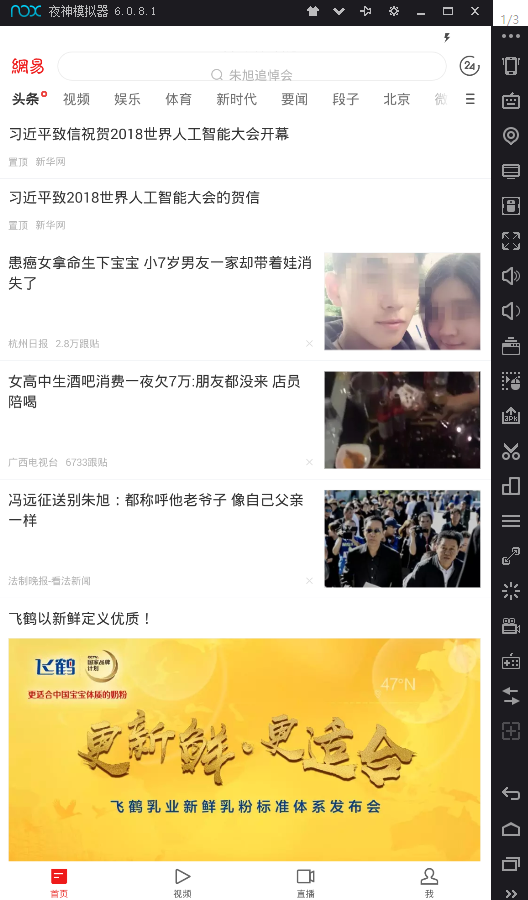 nox 夜神模拟器 6.0.8.1
1/3
網易
朱旭追悼会
24
头条 视频 娱乐 体育 新时代 要闻 段子 北京 微
习近平致信祝贺2018世界人工智能大会开幕
置顶 新华网
习近平致2018世界人工智能大会的贺信
置顶 新华网
患癌女拿命生下宝宝 小7岁男友一家却带着娃消
失了
杭州日报 2.8万跟贴
女高中生酒吧消费一夜欠7万:朋友都没来 店员
陪喝
广西电视台 6733跟贴
冯远征送别朱旭：都称呼他老爷子 像自己父亲
一样
法制晚报-看法新闻
飞鹤以新鲜定义优质！
飞鹤
国家品牌
计划
更适合中国宝宝体质的奶粉
47°N
更新鲜·更适合
飞鹤乳业新鲜乳粉标准体系发布会
首页 视频 直播 我